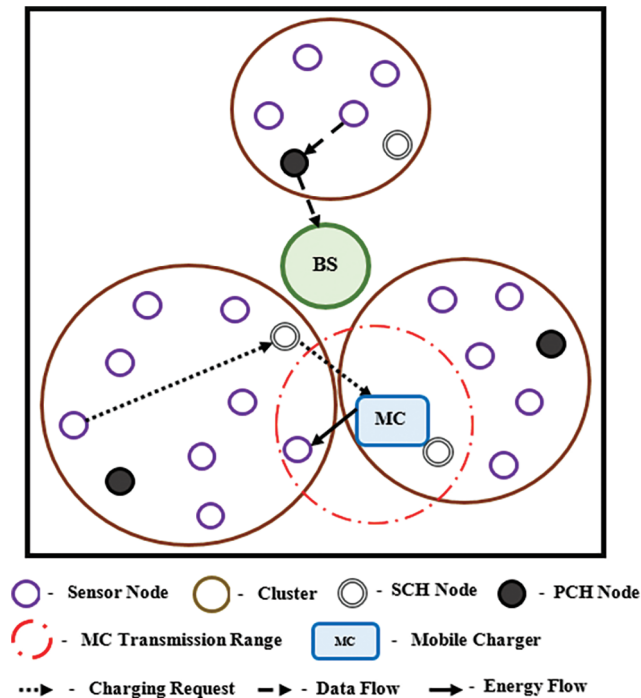 BS
MC
- Sensor Node - Cluster - SCH Node - PCH Node
- MC Transmission Range MC - Mobile Charger
- Charging Request - Data Flow - Energy Flow